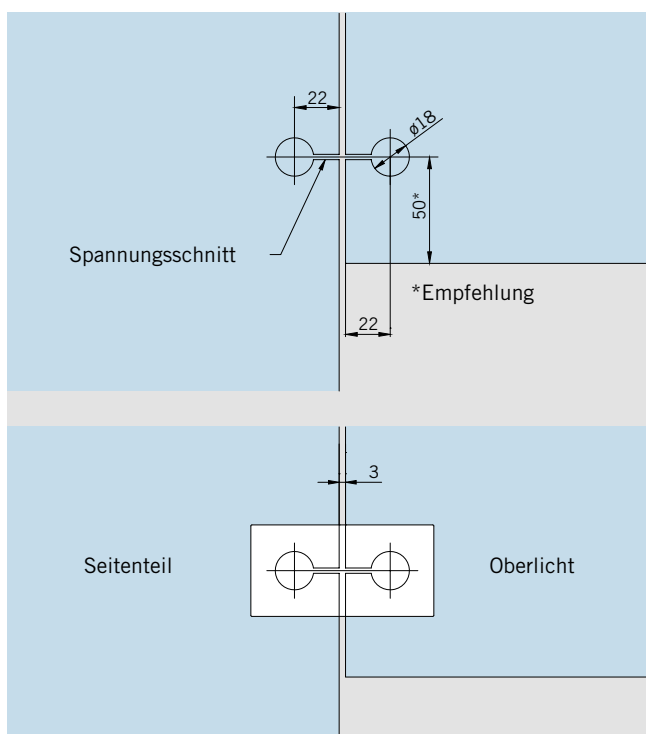 22
ø18
50*
Spannungsschnitt
*Empfehlung
22
3
Seitenteil
Oberlicht